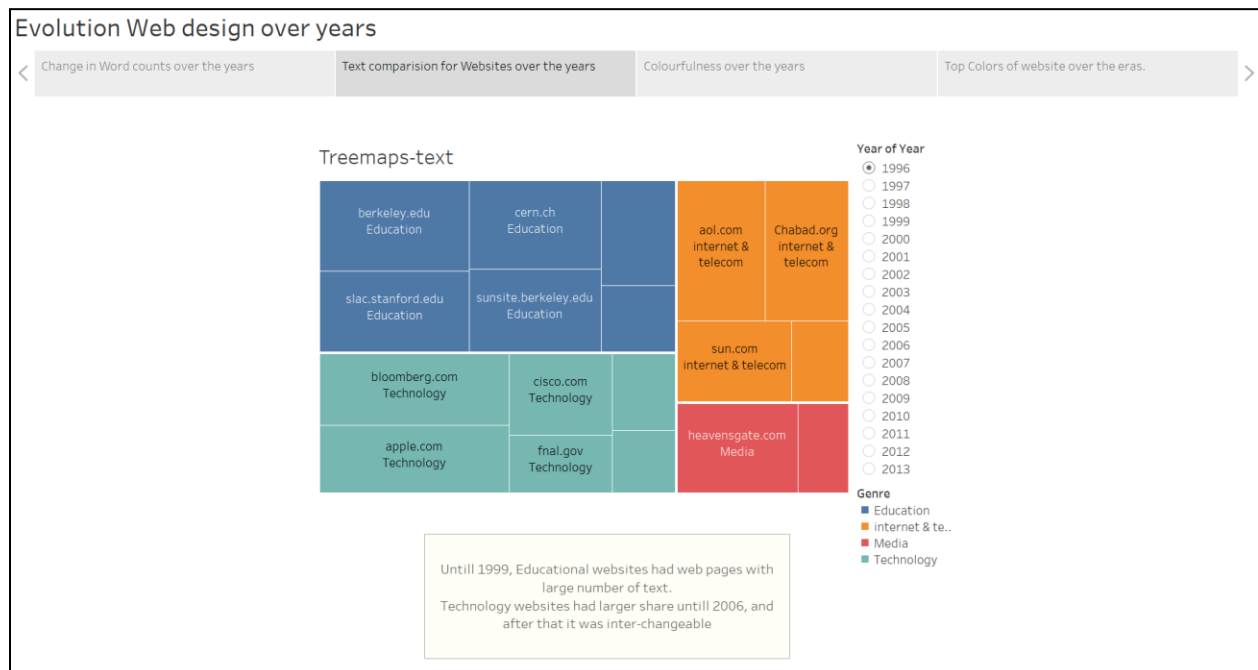 Evolution Web design over years
Change in Word counts over the years
Text comparision for Websites over the years
Colourfulness over the years
Top Colors of website over the eras.
Treemaps-text
berkeley.edu
Education
cern.ch
Education
slac.stanford.edu
Education
sunsite.berkeley.edu
Education
aol.com
internet &
telecom
Chabad.org
internet &
telecom
sun.com
internet & telecom
bloomberg.com
Technology
cisco.com
Technology
apple.com
Technology
fnal.gov
Technology
heavensgate.com
Media
Year of Year
1996
1997
1998
1999
2000
2001
2002
2003
2004
2005
2006
2007
2008
2009
2010
2011
2012
2013
Genre
Education
internet & te..
Media
Technology
Untill 1999, Educational websites had web pages with
large number of text.
Technology websites had larger share untill 2006, and
after that it was inter-changeable